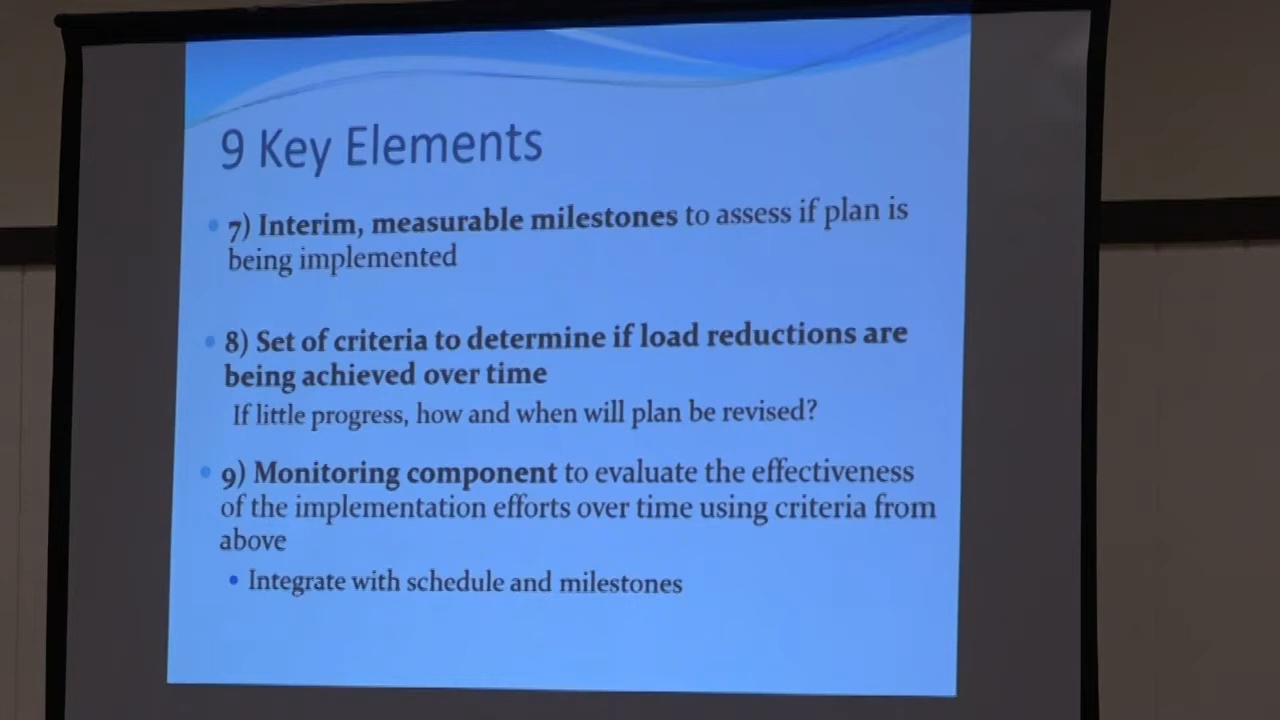 9 Key Elements
• 7) Interim, measurable milestones to assess if plan is
being implemented
• 8) Set of criteria to determine if load reductions are
being achieved over time
If little progress, how and when will plan be revised?
• 9) Monitoring component to evaluate the effectiveness
of the implementation efforts over time using criteria from
above
• Integrate with schedule and milestones